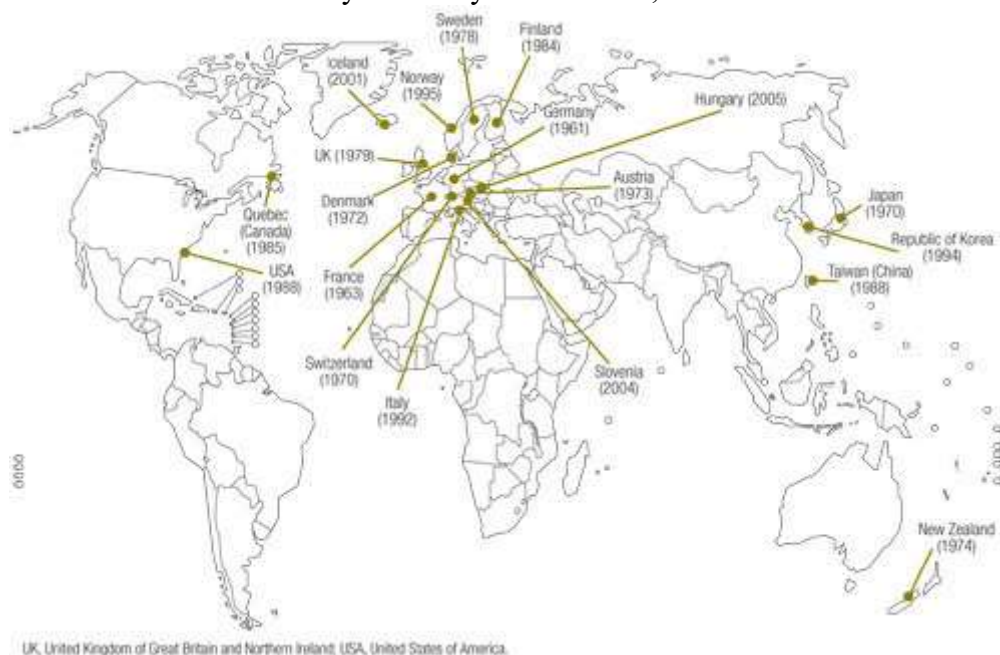 Sweden
(1978)
Finland
(1984)
Iceland
(2001)
Norway
(1995)
Hungary (2005)
Germany
(1961)
UK (1979)
Austria
(1973)
Denmark
(1972)
Japan
(1970)
Quebec
(Canada)
(1985)
Republic of Korea
(1994)
USA
(1988)
France
(1963)
Taiwan (China)
(1988)
Switzerland
(1970)
Slovenia
(2004)
Italy
(1992)
New Zealand
(1974)
UK, United Kingdom of Great Britain and Northern Ireland; USA, United States of America.